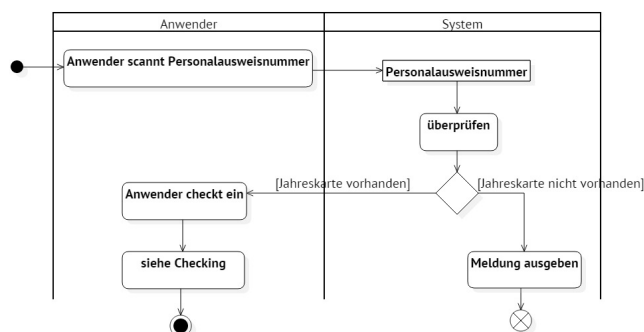 Anwender
System
Anwender scannt Personalausweisnummer
Personalausweisnummer
überprüfen
[Jahreskarte vorhanden]
[Jahreskarte nicht vorhanden]
Anwender checkt ein
siehe Checking
Meldung ausgeben